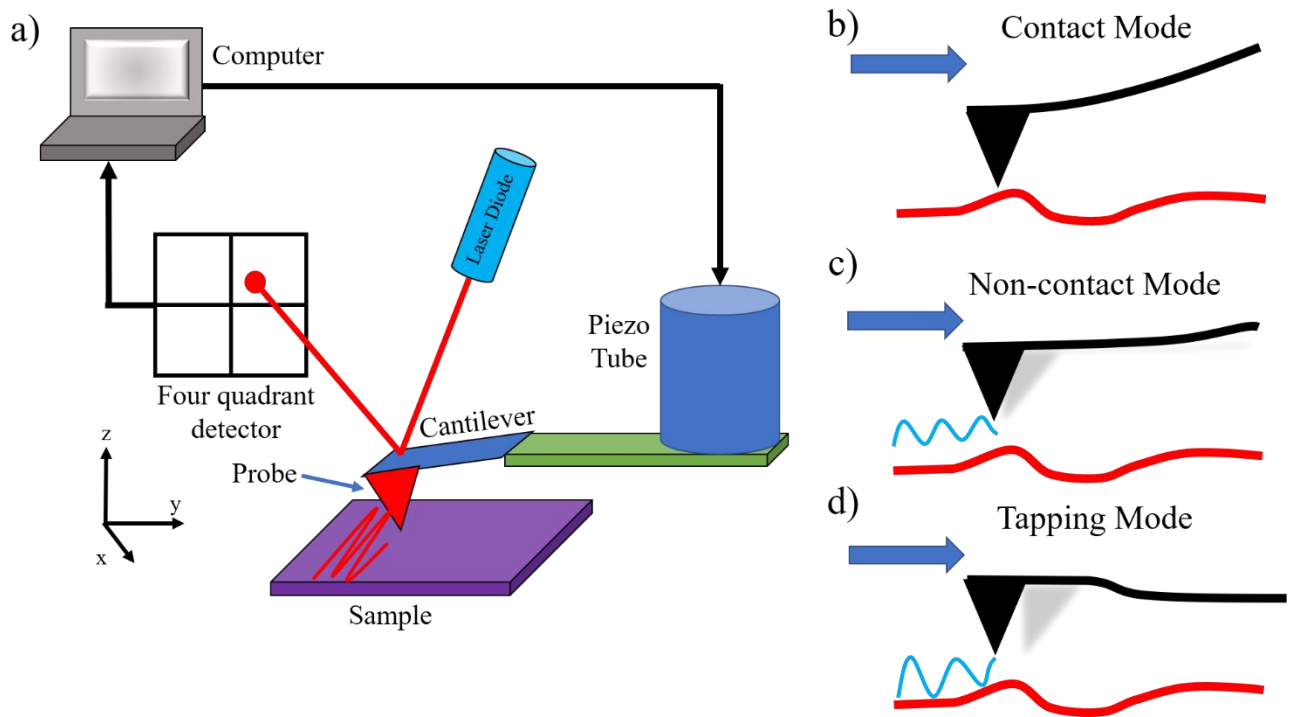 a)
Computer
Laser Diode
Four quadrant
detector
Cantilever
Piezo
Tube
Probe
z
y
x
Sample
b)
Contact Mode
c)
Non-contact Mode
d)
Tapping Mode